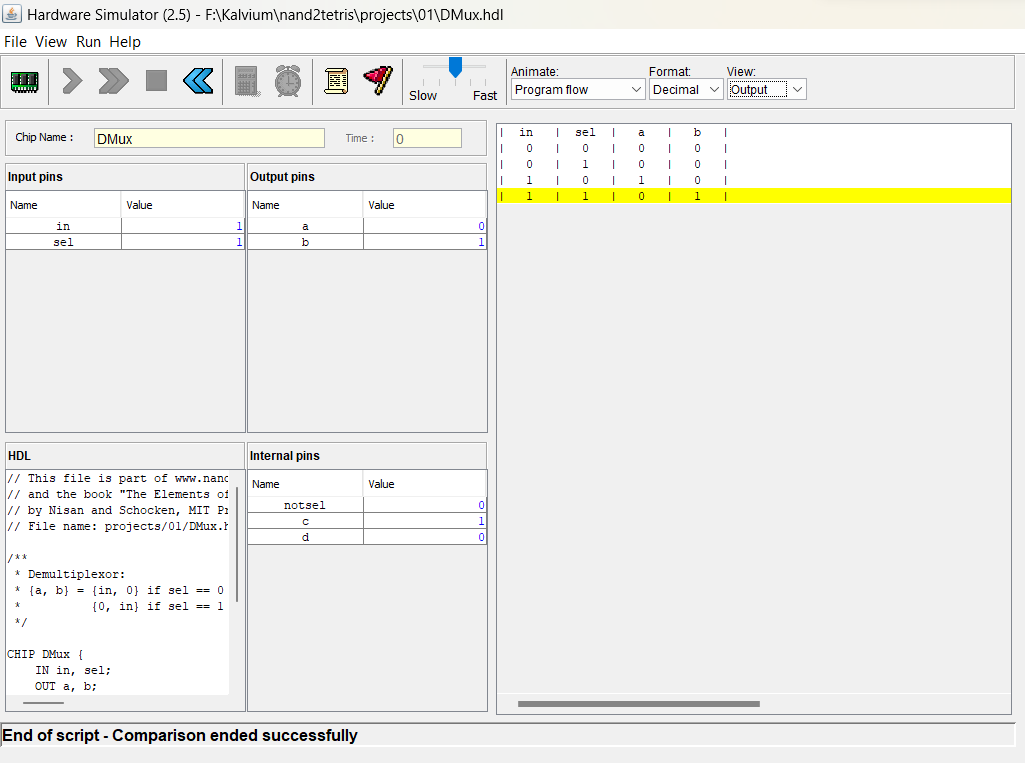 Hardware Simulator (2.5) - F:\Kalvium\nand2tetris\projects\01\DMux.hdl
File View Run Help
Slow Fast
Animate: Format: View:
Program flow Decimal Output
Chip Name : DMux Time : 0
Input pins
Name Value
in 1
sel 1
Output pins
Name Value
a 0
b 1
HDL
// This file is part of www.nand
// and the book "The Elements of
// by Nisan and Schocken, MIT Pr
// File name: projects/01/DMux.h
/**
* Demultiplexor:
* {a, b} = {in, 0} if sel == 0
* {0, in} if sel == 1
*/
CHIP DMux {
IN in, sel;
OUT a, b;
Internal pins
Name Value
notsel 0
c 1
d 0
| in | sel | a | b |
| 0 | 0 | 0 | 0 |
| 0 | 1 | 0 | 0 |
| 1 | 0 | 1 | 0 |
| 1 | 1 | 0 | 1 |
End of script - Comparison ended successfully